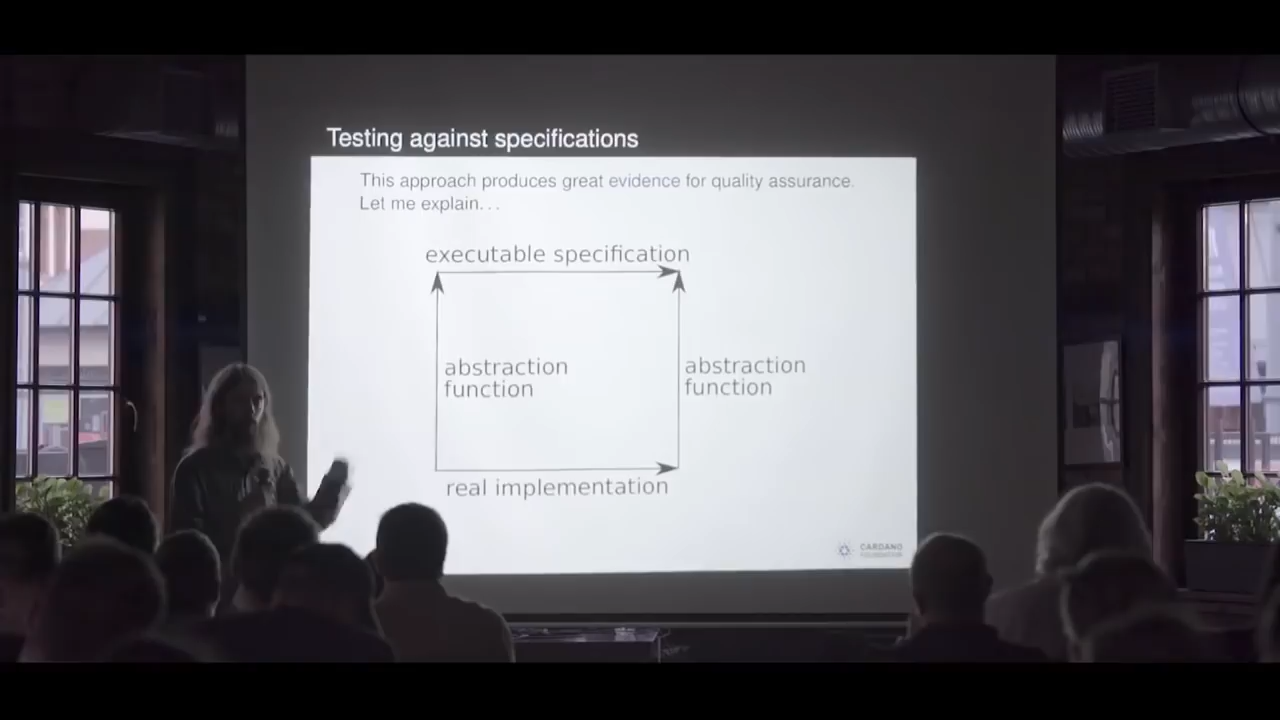 Testing against specifications
This approach produces great evidence for quality assurance.
Let me explain...
executable specification
abstraction
function
abstraction
function
real implementation
CARDANO
FOUNDATION